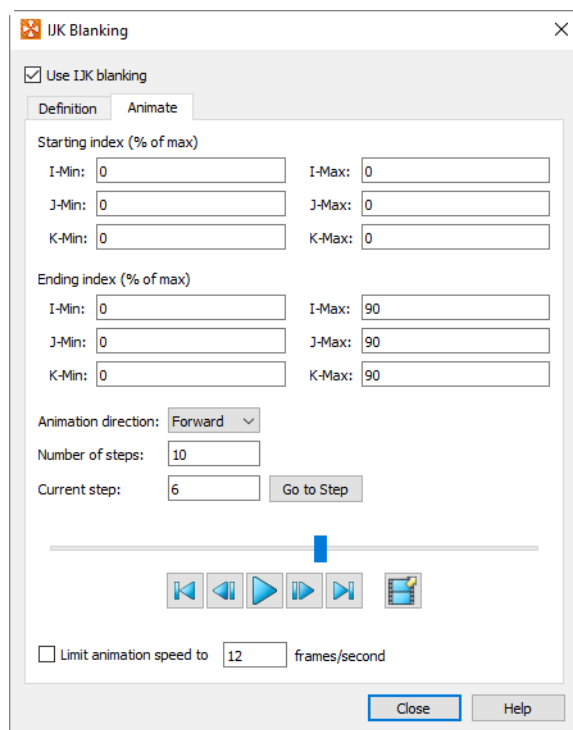 IJK Blanking
Use IJK blanking
Definition Animate
Starting index (% of max)
I-Min: 0 I-Max: 0
J-Min: 0 J-Max: 0
K-Min: 0 K-Max: 0
Ending index (% of max)
I-Min: 0 I-Max: 90
J-Min: 0 J-Max: 90
K-Min: 0 K-Max: 90
Animation direction: Forward
Number of steps: 10
Current step: 6 Go to Step
Limit animation speed to 12 frames/second
Close Help